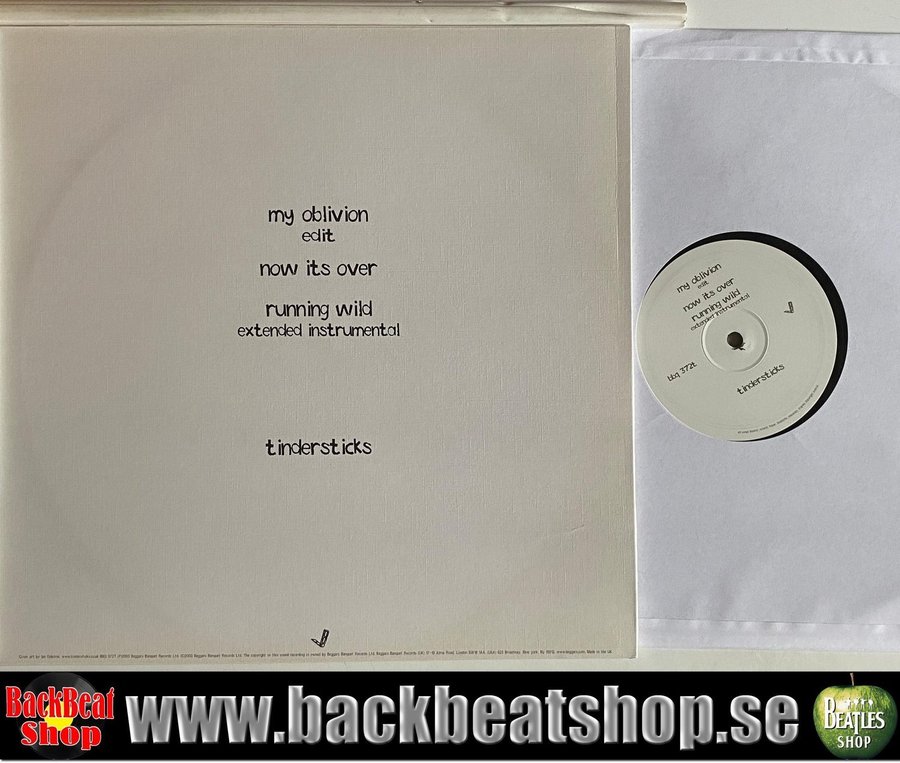 my oblivion
edit
now its over
running wild
extended instrumental
tindersticks
my oblivion
edit
now its over
running wild
extended instrumental
bbq 372t
tindersticks
BackBeat
Shop
www.backbeatshop.se
BEATLES
SHOP